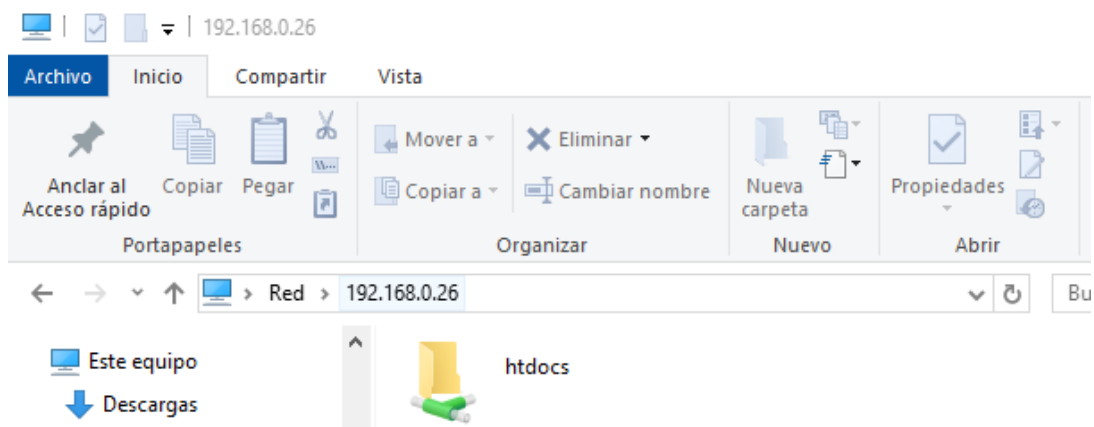 192.168.0.26
Archivo Inicio Compartir Vista
Anclar al Acceso rápido
Copiar
Pegar
Mover a
Copiar a
Eliminar
Cambiar nombre
Nueva carpeta
Propiedades
Portapapeles Organizar Nuevo Abrir
Red > 192.168.0.26
Bu
Este equipo
Descargas
htdocs